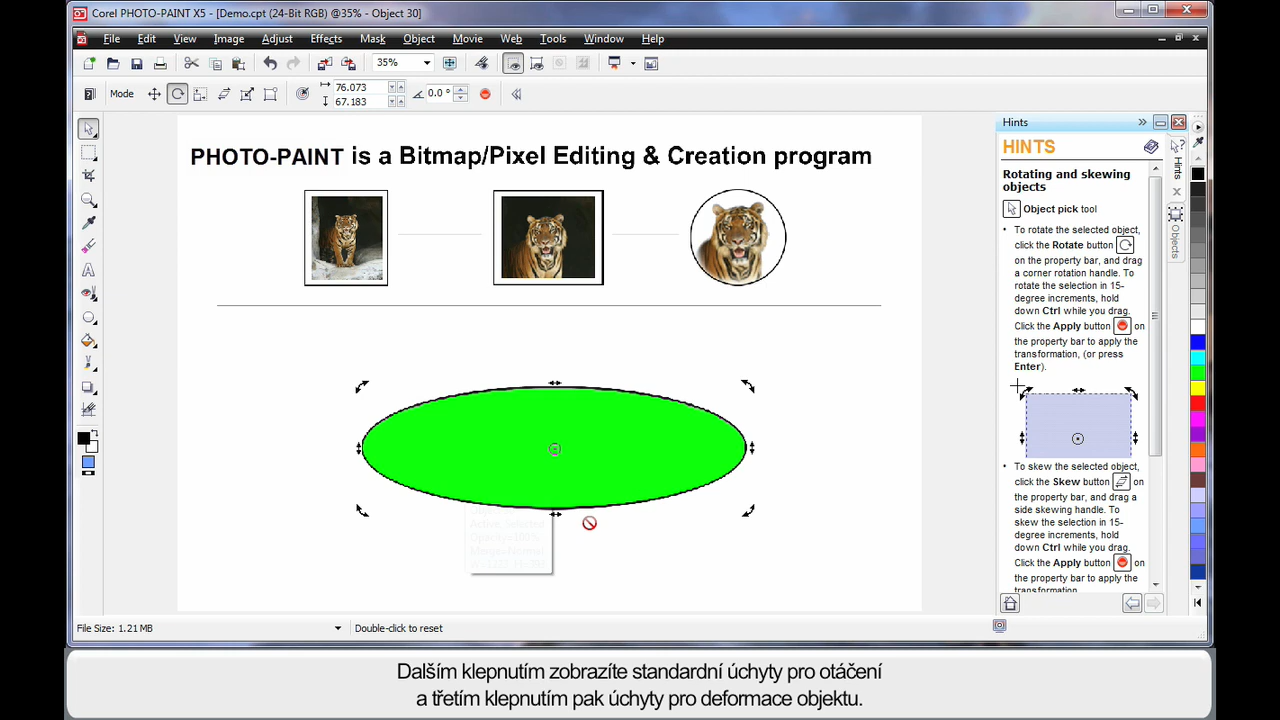 Corel PHOTO-PAINT X5 - [Demo.cpt (24-Bit RGB) @35% - Object 30]
File Edit View Image Adjust Effects Mask Object Movie Web Tools Window Help
35%
Mode
76.073
67.183
0.0 °
PHOTO-PAINT is a Bitmap/Pixel Editing & Creation program
Hints
HINTS
Rotating and skewing
objects
Object pick tool
• To rotate the selected object,
click the Rotate button
on the property bar, and drag
a corner rotation handle. To
rotate the selection in 15-
degree increments, hold
down Ctrl while you drag.
Click the Apply button on
the property bar to apply the
transformation, (or press
Enter).
• To skew the selected object,
click the Skew button on
the property bar, and drag a
side skewing handle. To
skew the selection in 15-
degree increments, hold
down Ctrl while you drag.
Click the Apply button on
the property bar to apply the
transformation
Hints
Objects
File Size: 1.21 MB
Double-click to reset
Dalším klepnutím zobrazíte standardní úchyty pro otáčení
a třetím klepnutím pak úchyty pro deformace objektu.